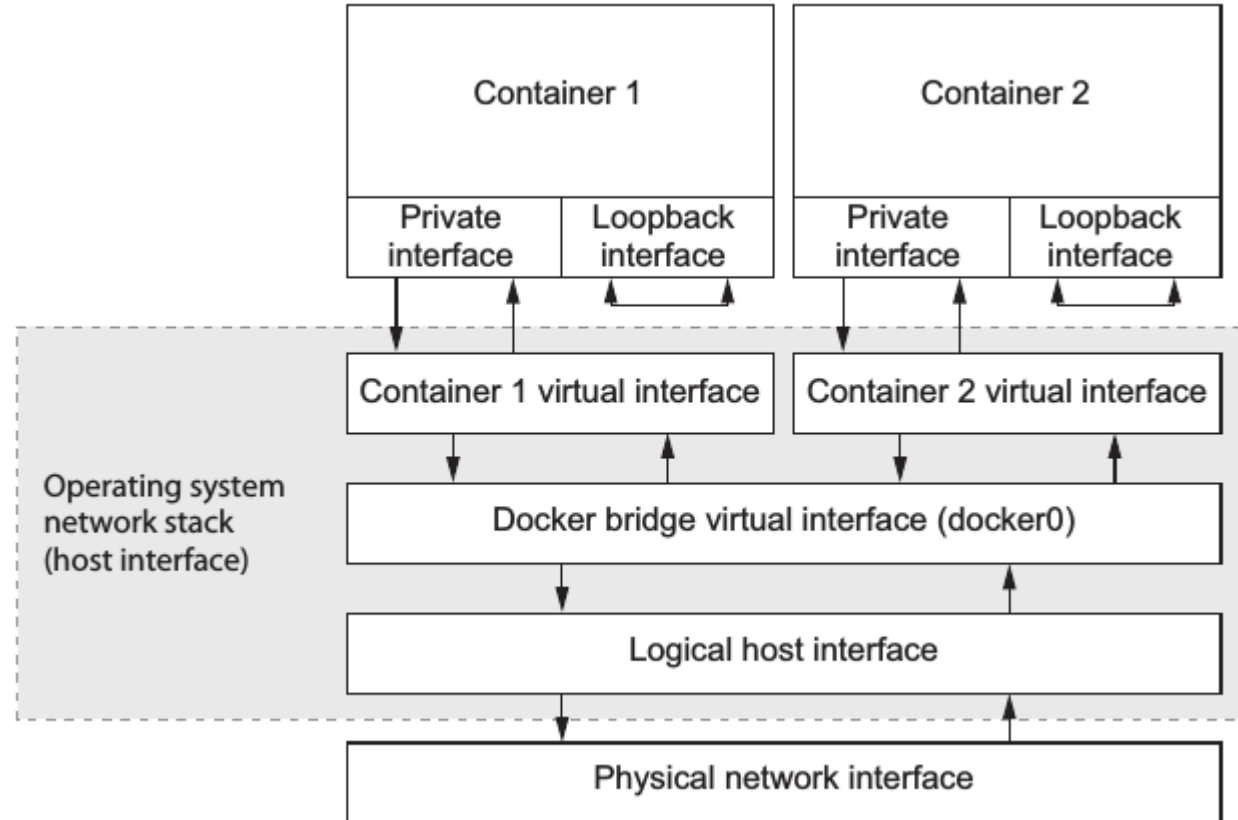 Container 1
Container 2
Private
interface
Loopback
interface
Private
interface
Loopback
interface
Container 1 virtual interface
Container 2 virtual interface
Operating system
network stack
(host interface)
Docker bridge virtual interface (docker0)
Logical host interface
Physical network interface